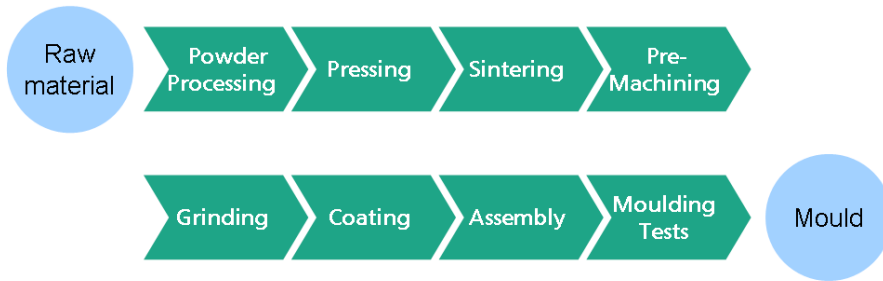 Raw
material
Powder
Processing
Pressing
Sintering
Pre-
Machining
Grinding
Coating
Assembly
Moulding
Tests
Mould